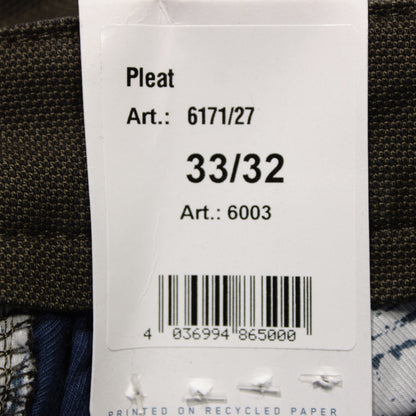 Pleat
Art.: 6171/27
33/32
Art.: 6003
4 036994 865000
PRINTED ON RECYCLED PAPER